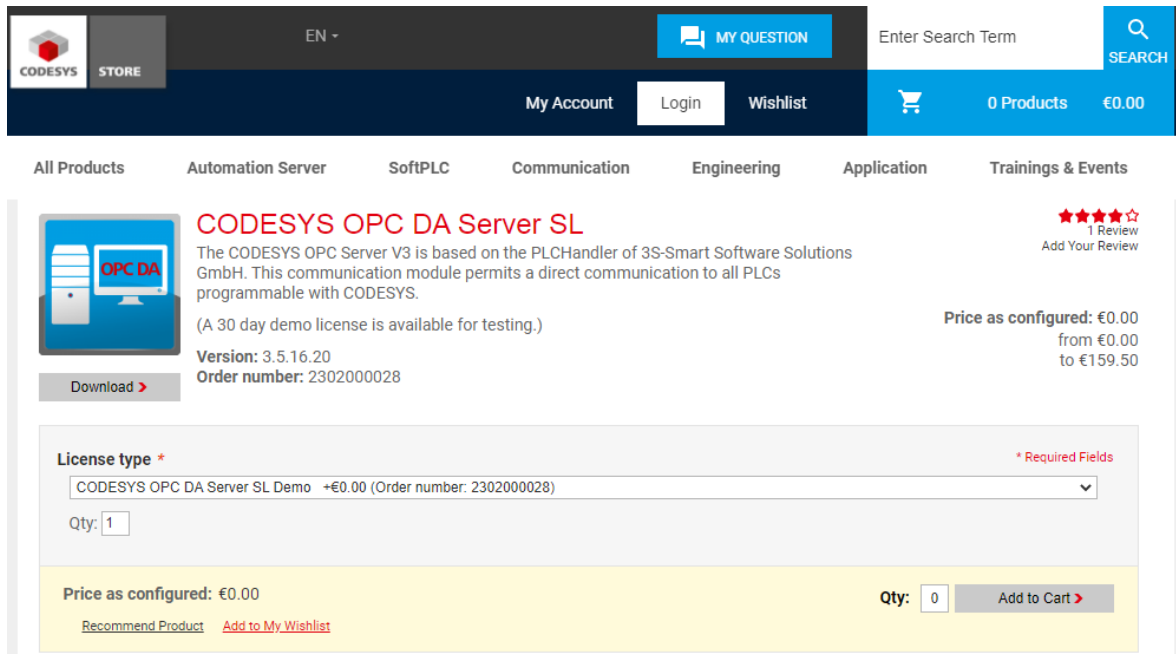 CODESYS
STORE
EN
MY QUESTION
Enter Search Term
SEARCH
My Account
Login
Wishlist
0 Products
€0.00
All Products
Automation Server
SoftPLC
Communication
Engineering
Application
Trainings & Events
OPC DA
Download
CODESYS OPC DA Server SL
The CODESYS OPC Server V3 is based on the PLCHandler of 3S-Smart Software Solutions
GmbH. This communication module permits a direct communication to all PLCs
programmable with CODESYS.
(A 30 day demo license is available for testing.)
Version: 3.5.16.20
Order number: 2302000028
1 Review
Add Your Review
Price as configured: €0.00
from €0.00
to €159.50
License type *
* Required Fields
CODESYS OPC DA Server SL Demo +€0.00 (Order number: 2302000028)
Qty: 1
Price as configured: €0.00
Recommend Product
Add to My Wishlist
Qty: 0
Add to Cart